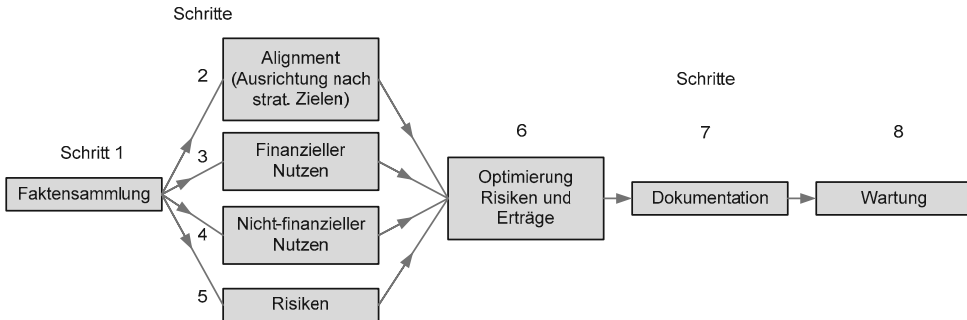 Schritte
Schritt 1
Faktensammlung
2
Alignment
(Ausrichtung nach
strat. Zielen)
3
Finanzieller
Nutzen
4
Nicht-finanzieller
Nutzen
5
Risiken
Schritte
6
Optimierung
Risiken und
Erträge
7
Dokumentation
8
Wartung